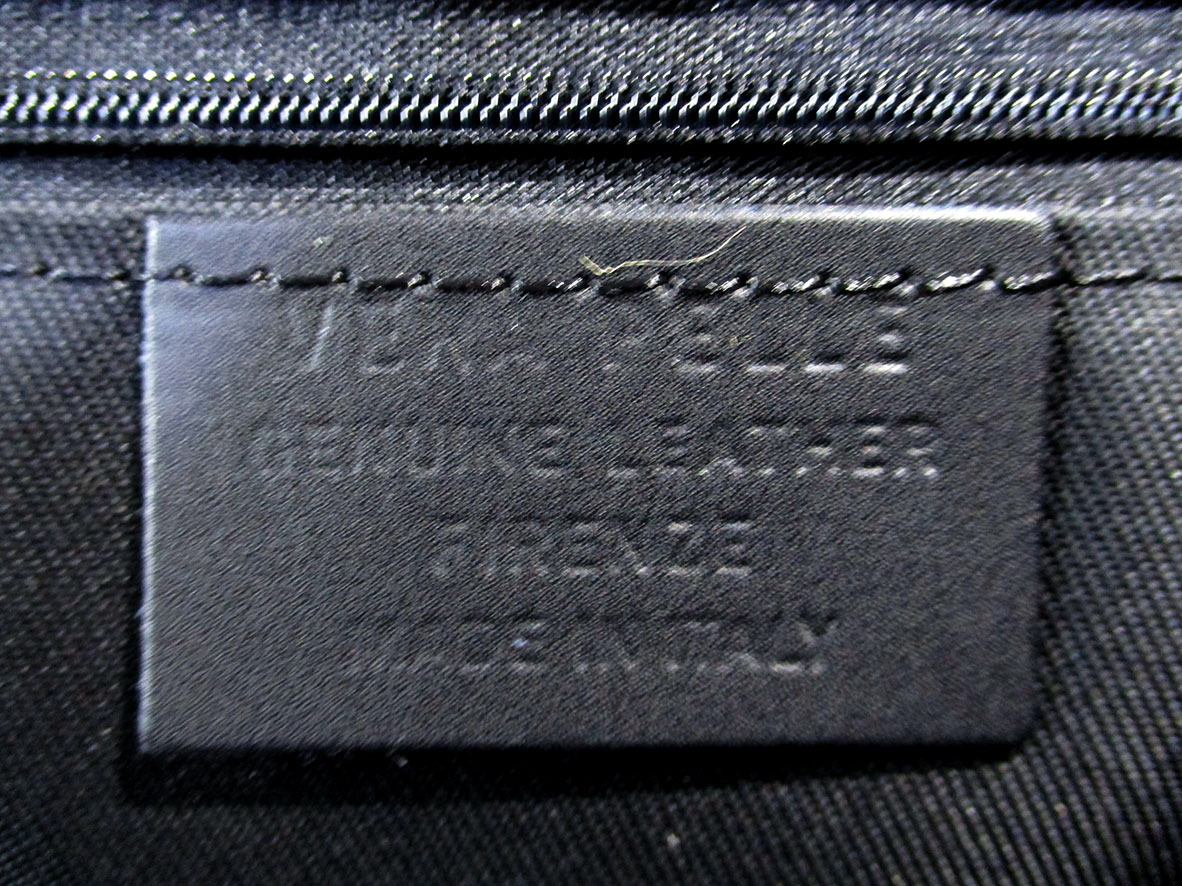 VERA PELLE
GENUINE LEATHER
FIRENZE
MADE IN ITALY